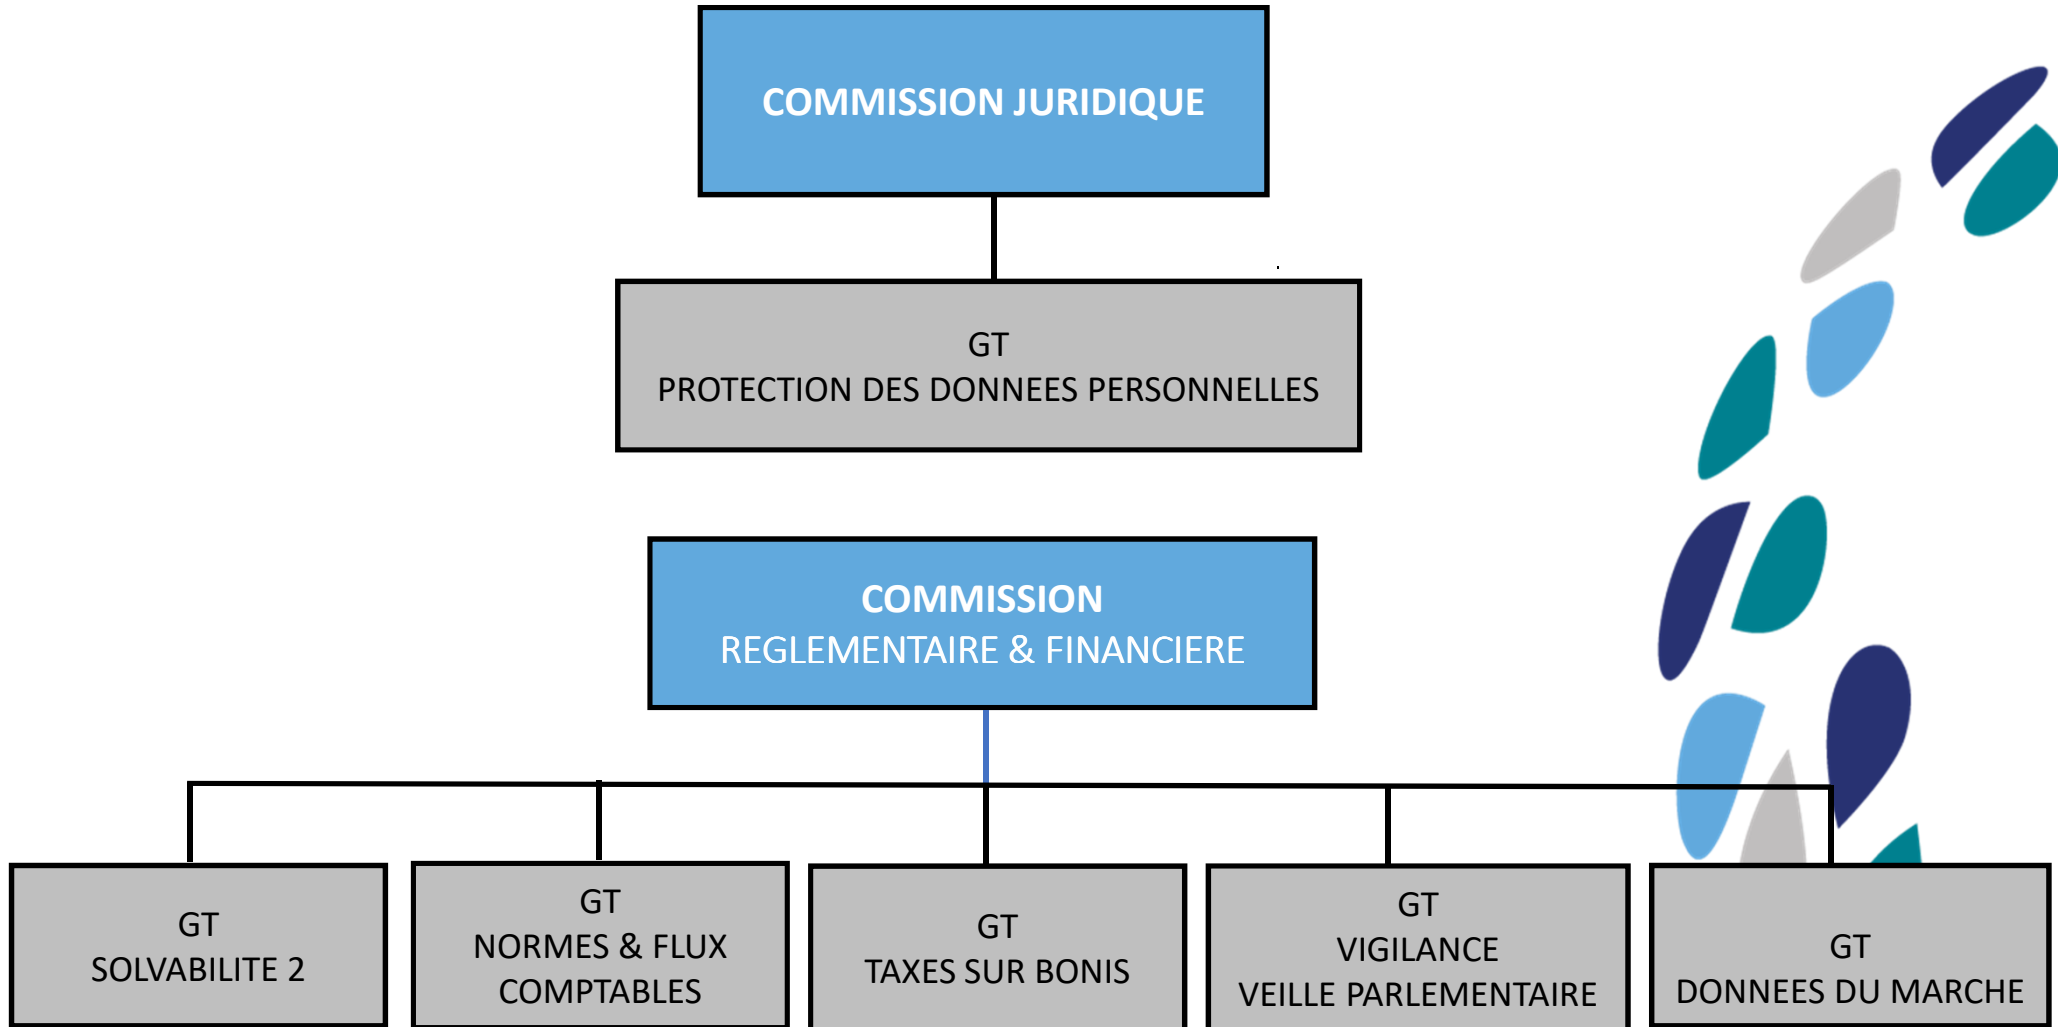 COMMISSION JURIDIQUE
GT
PROTECTION DES DONNEES PERSONNELLES
COMMISSION
REGLEMENTAIRE & FINANCIERE
GT
SOLVABILITE 2
GT
NORMES & FLUX
COMPTABLES
GT
TAXES SUR BONIS
GT
VIGILANCE
VEILLE PARLEMENTAIRE
GT
DONNEES DU MARCHE